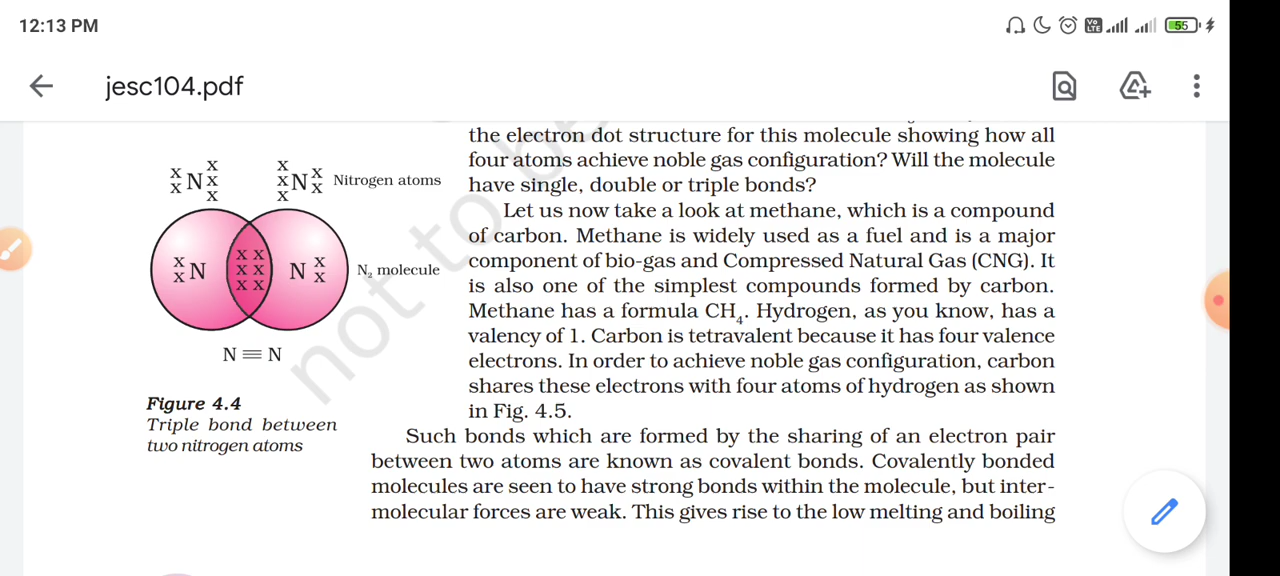 12:13 PM
Vo LTE
55
jesc104.pdf
the electron dot structure for this molecule showing how all
four atoms achieve noble gas configuration? Will the molecule
have single, double or triple bonds?
Let us now take a look at methane, which is a compound
of carbon. Methane is widely used as a fuel and is a major
component of bio-gas and Compressed Natural Gas (CNG). It
is also one of the simplest compounds formed by carbon.
Methane has a formula CH₄. Hydrogen, as you know, has a
valency of 1. Carbon is tetravalent because it has four valence
electrons. In order to achieve noble gas configuration, carbon
shares these electrons with four atoms of hydrogen as shown
in Fig. 4.5.
Such bonds which are formed by the sharing of an electron pair
between two atoms are known as covalent bonds. Covalently bonded
molecules are seen to have strong bonds within the molecule, but inter-
molecular forces are weak. This gives rise to the low melting and boiling
x x N x x x x x x x N x x Nitrogen atoms
x x N x x x x x x N x x N₂ molecule
N ≡ N
Figure 4.4
Triple bond between
two nitrogen atoms
not to be